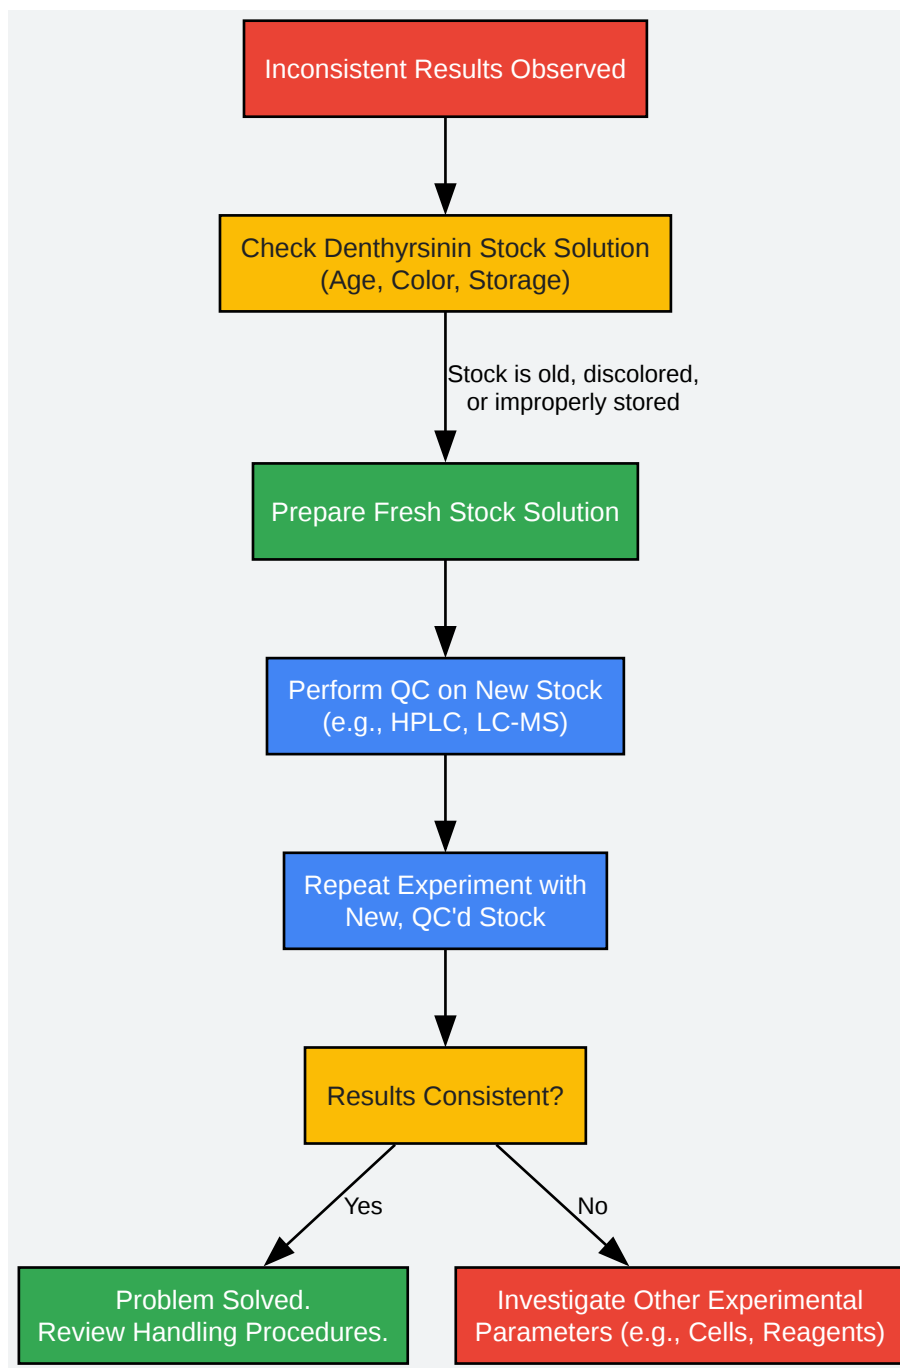 Inconsistent Results Observed
Check Denthyrsinin Stock Solution
(Age, Color, Storage)
Stock is old, discolored,
or improperly stored
Prepare Fresh Stock Solution
Perform QC on New Stock
(e.g., HPLC, LC-MS)
Repeat Experiment with
New, QC'd Stock
Results Consistent?
Yes
No
Problem Solved.
Review Handling Procedures.
Investigate Other Experimental
Parameters (e.g., Cells, Reagents)